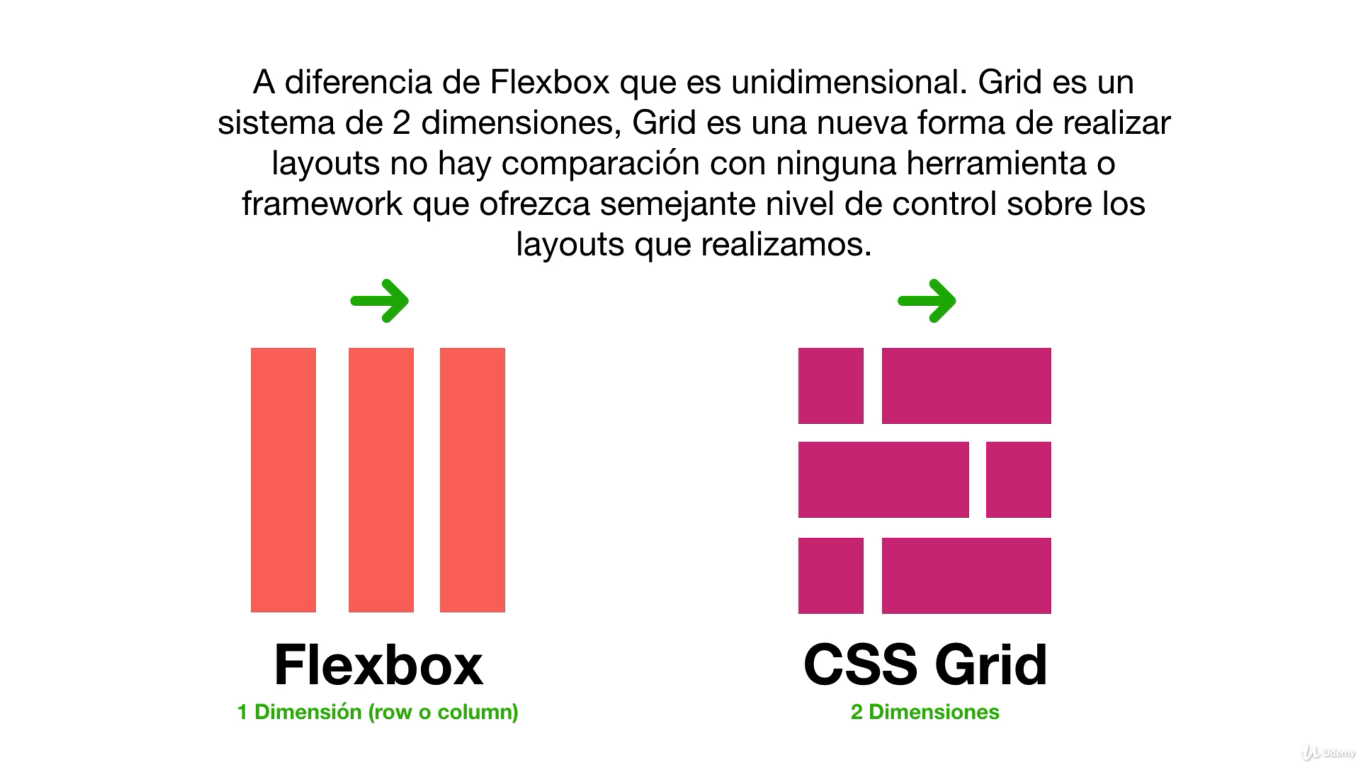 A diferencia de Flexbox que es unidimensional. Grid es un
sistema de 2 dimensiones, Grid es una nueva forma de realizar
layouts no hay comparación con ninguna herramienta o
framework que ofrezca semejante nivel de control sobre los
layouts que realizamos.
Flexbox
1 Dimensión (row o column)
CSS Grid
2 Dimensiones
Udemy